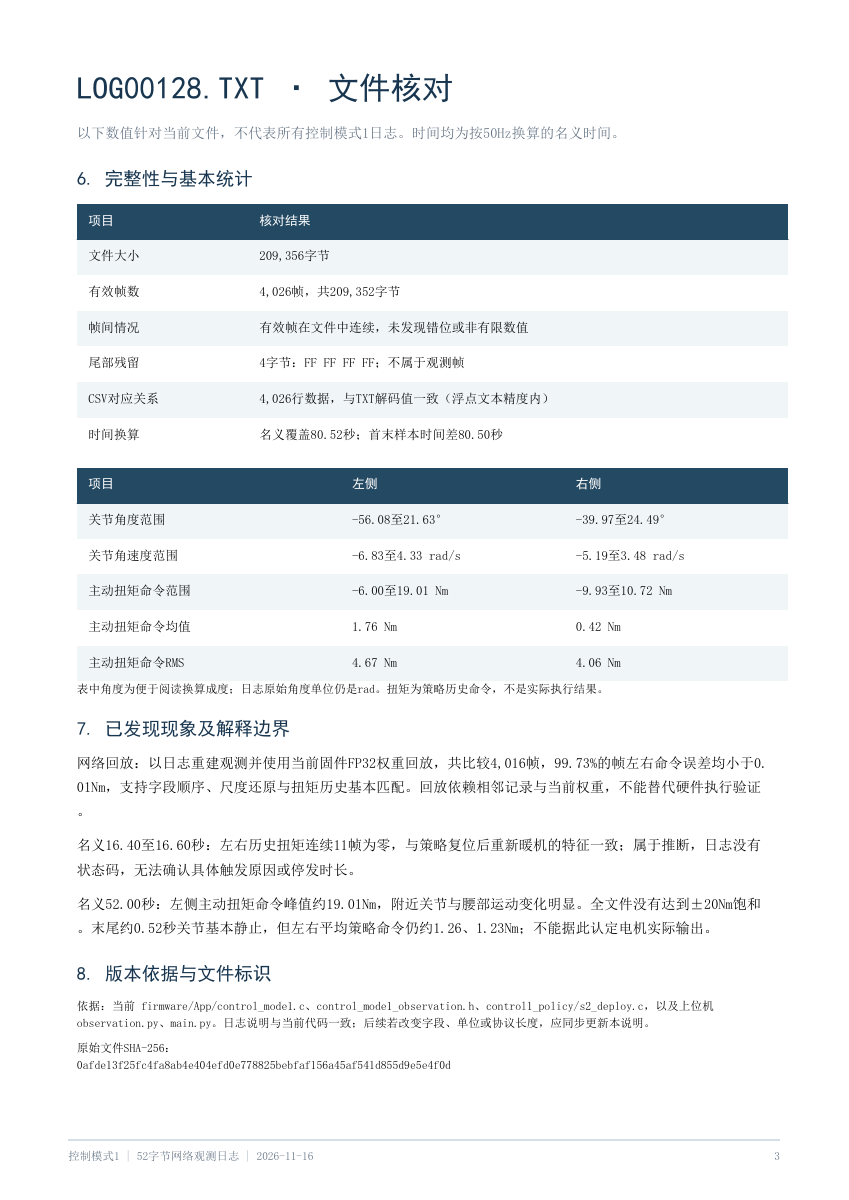 LOG00128.TXT · 文件核对
以下数值针对当前文件，不代表所有控制模式1日志。时间均为按50Hz换算的名义时间。
6. 完整性与基本统计
项目 核对结果
文件大小 209,356字节
有效帧数 4,026帧，共209,352字节
帧间情况 有效帧在文件中连续，未发现错位或非有限数值
尾部残留 4字节：FF FF FF FF；不属于观测帧
CSV对应关系 4,026行数据，与TXT解码值一致（浮点文本精度内）
时间换算 名义覆盖80.52秒；首末样本时间差80.50秒
项目 左侧 右侧
关节角度范围 -56.08至21.63° -39.97至24.49°
关节角速度范围 -6.83至4.33 rad/s -5.19至3.48 rad/s
主动扭矩命令范围 -6.00至19.01 Nm -9.93至10.72 Nm
主动扭矩命令均值 1.76 Nm 0.42 Nm
主动扭矩命令RMS 4.67 Nm 4.06 Nm
表中角度为便于阅读换算成度；日志原始角度单位仍是rad。扭矩为策略历史命令，不是实际执行结果。
7. 已发现现象及解释边界
网络回放：以日志重建观测并使用当前固件FP32权重回放，共比较4,016帧，99.73%的帧左右命令误差均小于0.
01Nm，支持字段顺序、尺度还原与扭矩历史基本匹配。回放依赖相邻记录与当前权重，不能替代硬件执行验证
。
名义16.40至16.60秒：左右历史扭矩连续11帧为零，与策略复位后重新暖机的特征一致；属于推断，日志没有
状态码，无法确认具体触发原因或停发时长。
名义52.00秒：左侧主动扭矩命令峰值约19.01Nm，附近关节与腰部运动变化明显。全文件没有达到±20Nm饱和
。末尾约0.52秒关节基本静止，但左右平均策略命令仍约1.26、1.23Nm；不能据此认定电机实际输出。
8. 版本依据与文件标识
依据：当前 firmware/App/control_model.c、control_model_observation.h、control1_policy/s2_deploy.c，以及上位机
observation.py、main.py。日志说明与当前代码一致；后续若改变字段、单位或协议长度，应同步更新本说明。
原始文件SHA-256：
0afde13f25fc4fa8ab4e404efd0e778825bebfaf156a45af541d855d9e5e4f0d
控制模式1 | 52字节网络观测日志 | 2026-11-16 3